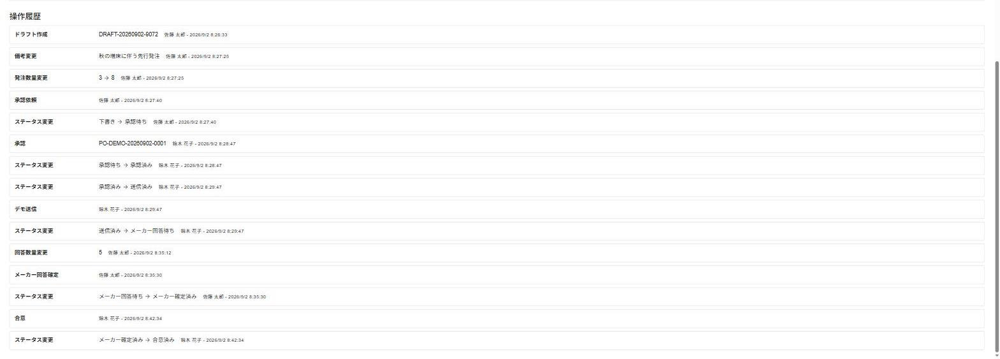 操作履歴
ドラフト作成 DRAFT-20260902-9072 佐藤 太郎 - 2026/9/2 8:26:33
備考変更 秋の増床に伴う先行発注 佐藤 太郎 - 2026/9/2 8:27:25
発注数量変更 3 → 8 佐藤 太郎 - 2026/9/2 8:27:25
承認依頼 佐藤 太郎 - 2026/9/2 8:27:40
ステータス変更 下書き → 承認待ち 佐藤 太郎 - 2026/9/2 8:27:40
承認 PO-DEMO-20260902-0001 鈴木 花子 - 2026/9/2 8:28:47
ステータス変更 承認待ち → 承認済み 鈴木 花子 - 2026/9/2 8:28:47
ステータス変更 承認済み → 送信済み 鈴木 花子 - 2026/9/2 8:29:47
デモ送信 鈴木 花子 - 2026/9/2 8:29:47
ステータス変更 送信済み → メーカー回答待ち 鈴木 花子 - 2026/9/2 8:29:47
回答数量変更 5 佐藤 太郎 - 2026/9/2 8:35:12
メーカー回答確定 佐藤 太郎 - 2026/9/2 8:35:30
ステータス変更 メーカー回答待ち → メーカー確定済み 佐藤 太郎 - 2026/9/2 8:35:30
合意 鈴木 花子 - 2026/9/2 8:42:34
ステータス変更 メーカー確定済み → 合意済み 鈴木 花子 - 2026/9/2 8:42:34